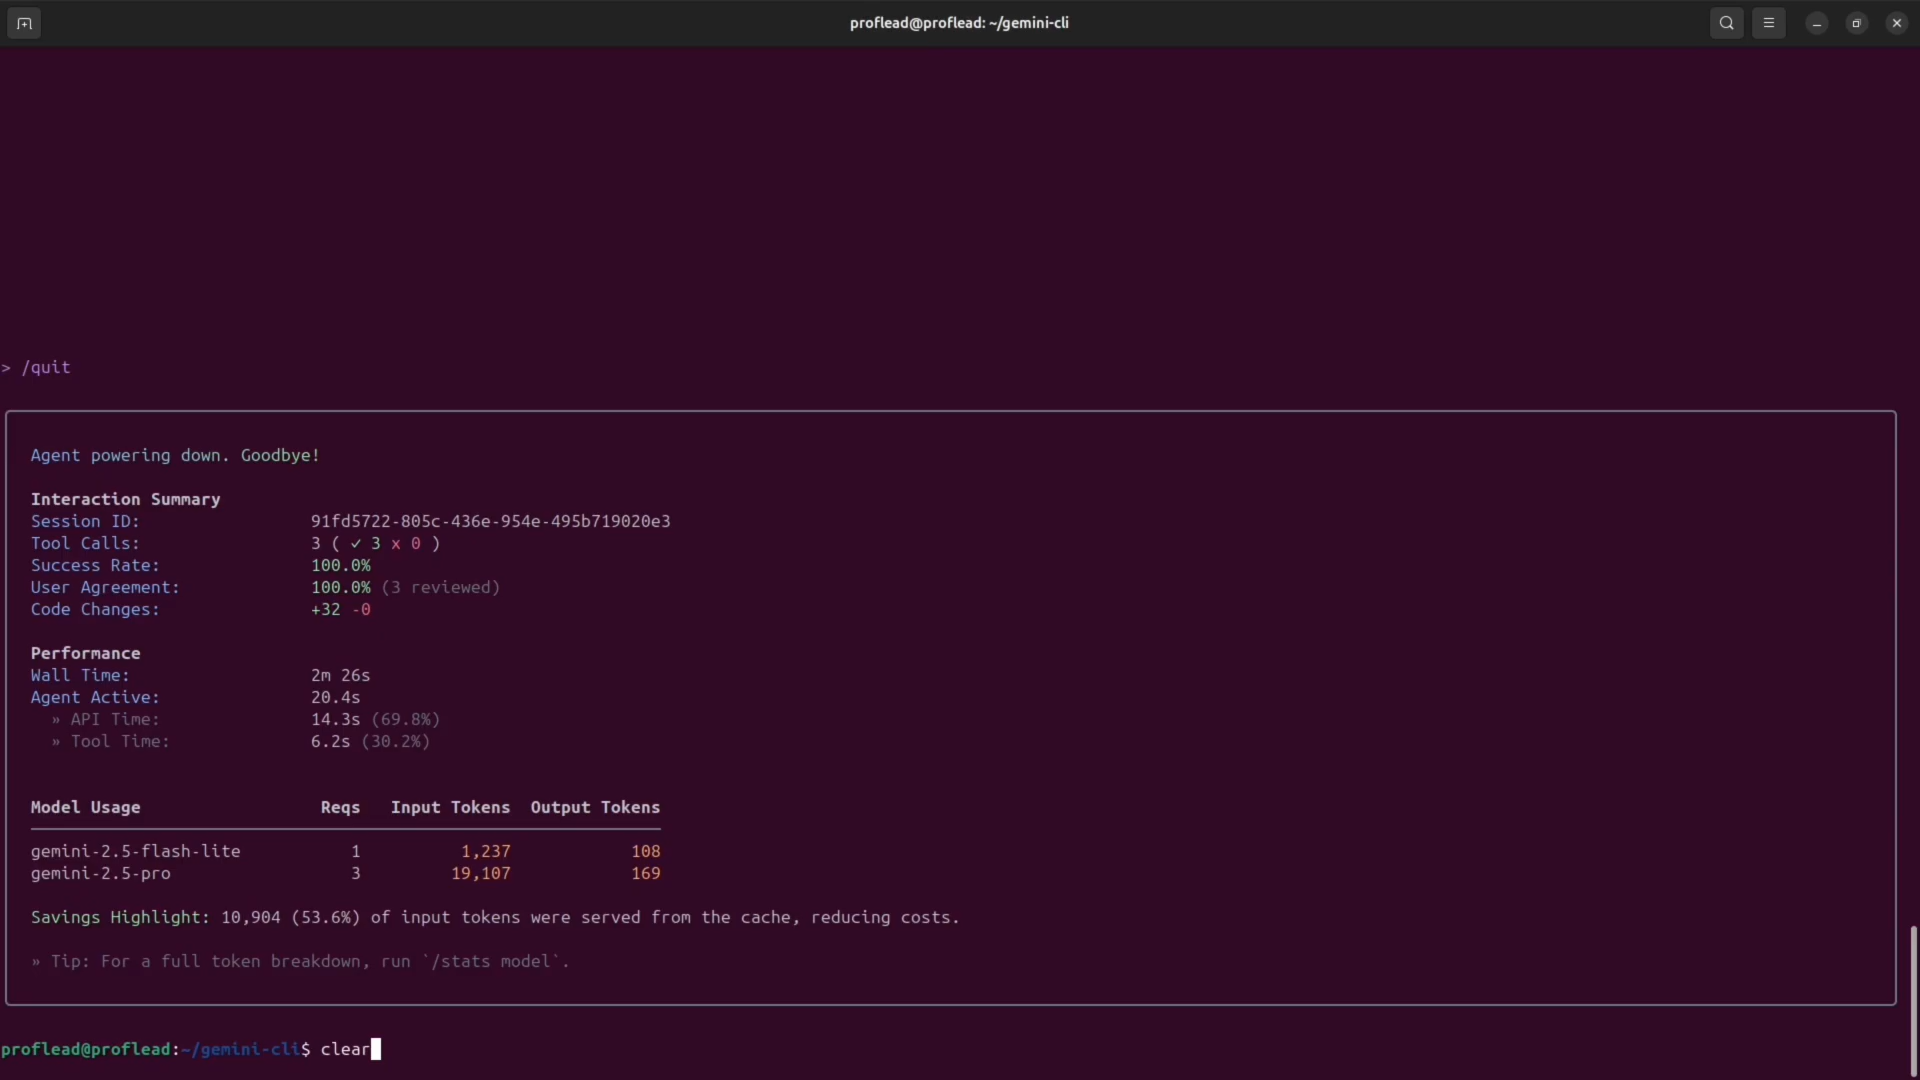 proflead@proflead: ~/gemini-cli
> /quit
Agent powering down. Goodbye!
Interaction Summary
Session ID: 91fd5722-805c-436e-954e-495b719020e3
Tool Calls: 3 ( ✓ 3 x 0 )
Success Rate: 100.0%
User Agreement: 100.0% (3 reviewed)
Code Changes: +32 -0
Performance
Wall Time: 2m 26s
Agent Active: 20.4s
» API Time: 14.3s (69.8%)
» Tool Time: 6.2s (30.2%)
Model Usage Reqs Input Tokens Output Tokens
gemini-2.5-flash-lite 1 1,237 108
gemini-2.5-pro 3 19,107 169
Savings Highlight: 10,904 (53.6%) of input tokens were served from the cache, reducing costs.
» Tip: For a full token breakdown, run `/stats model`.
proflead@proflead:~/gemini-cli$ clear